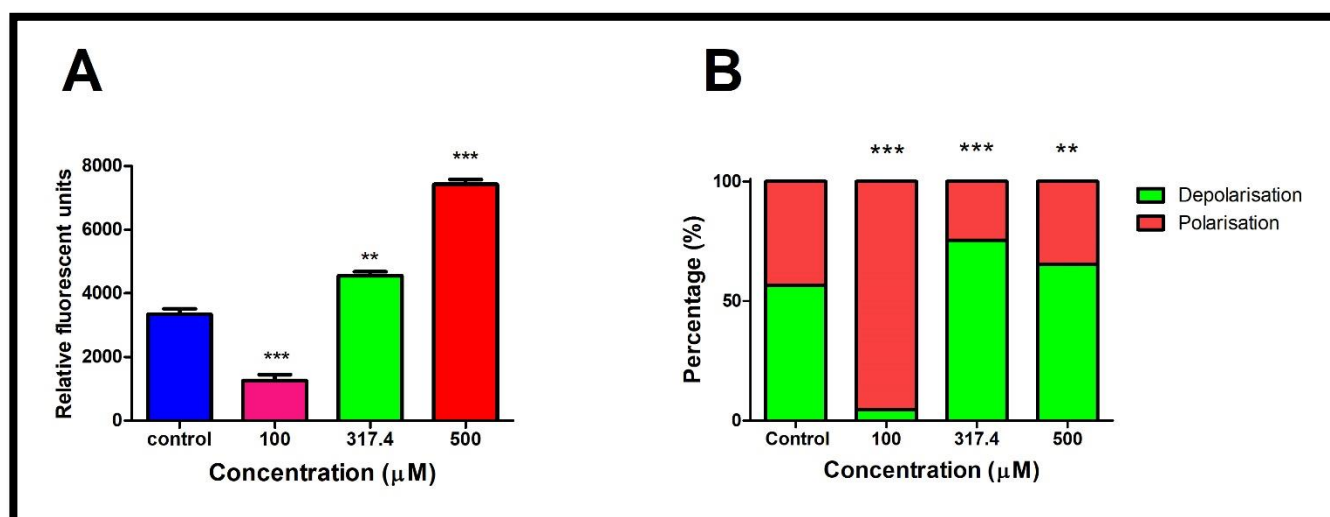 A
Relative fluorescent units
8000
6000
4000
2000
0
***
**
***
control
100
317.4
500
Concentration (μM)
B
Percentage (%)
100
50
0
***
***
**
Control
100
317.4
500
Concentration (μM)
Depolarisation
Polarisation